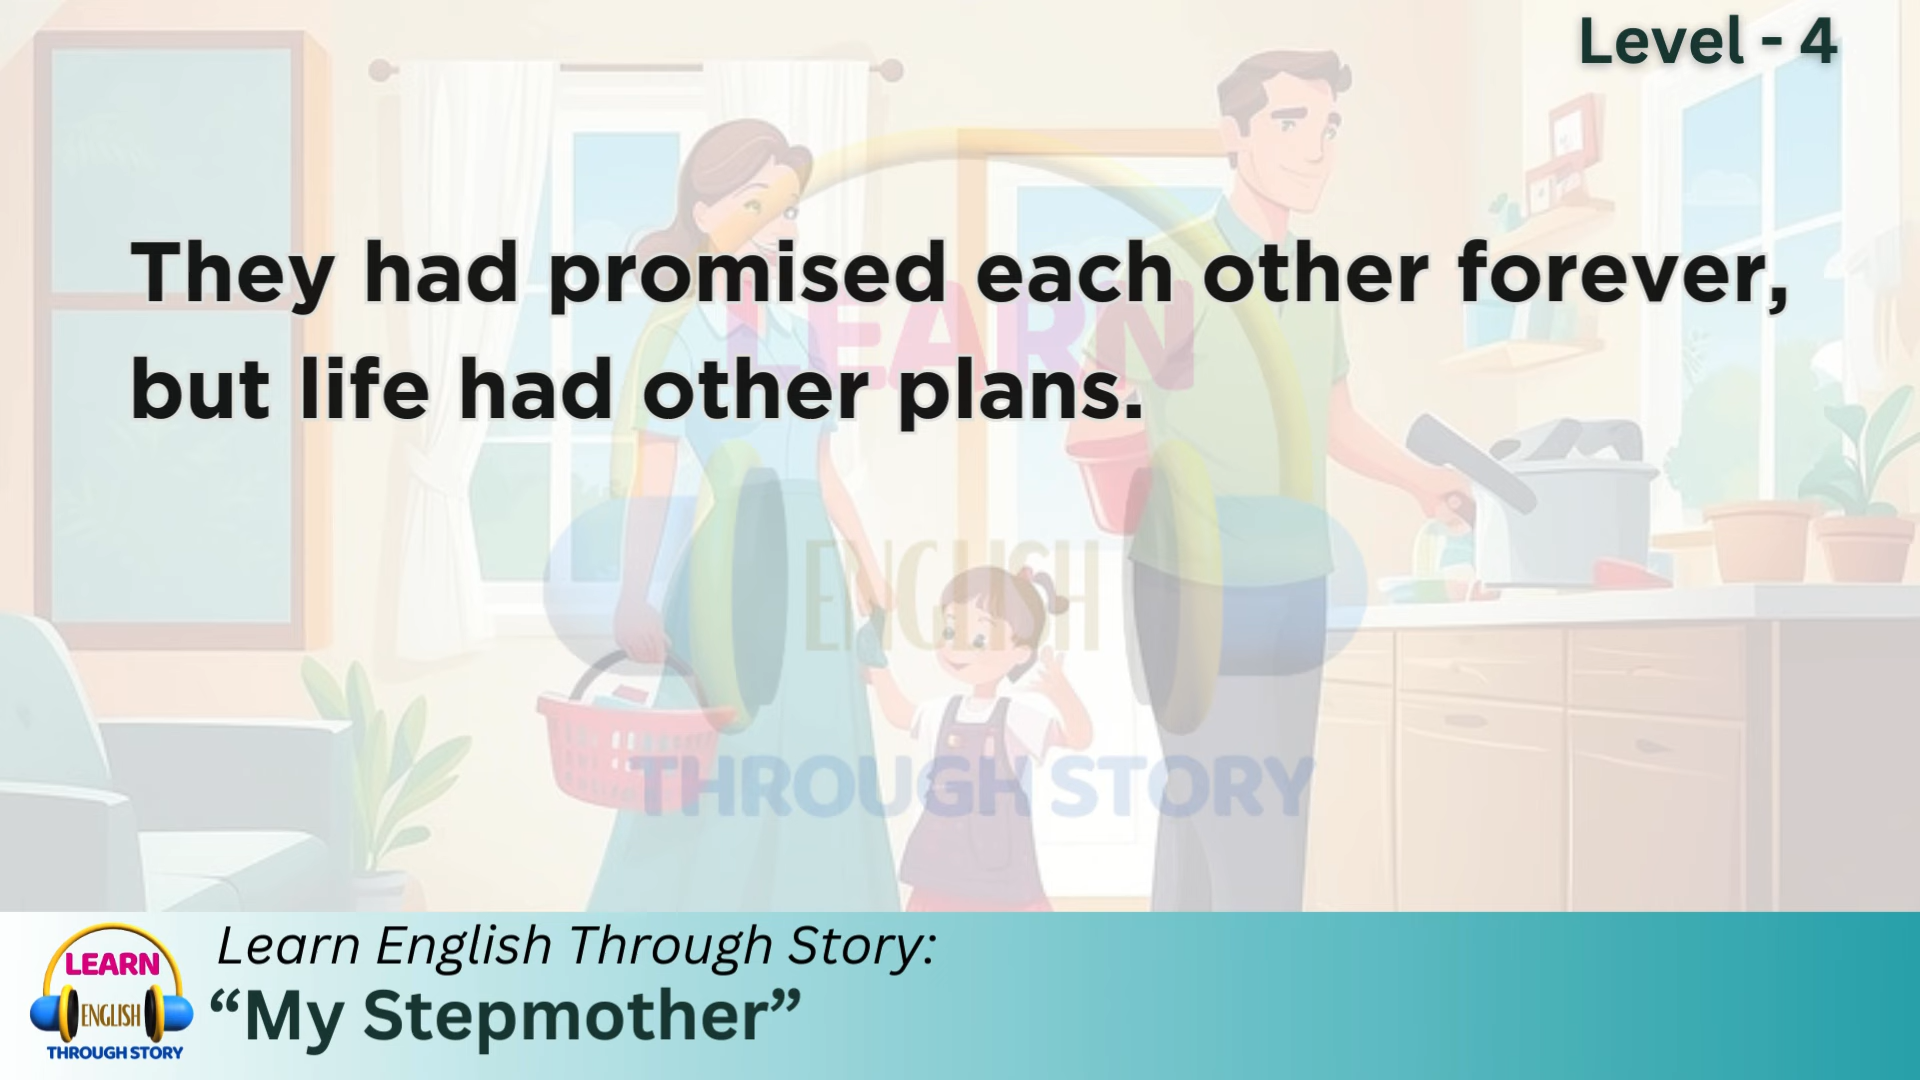 Level - 4
They had promised each other forever,
but life had other plans.
LEARN
ENGLISH
THROUGH STORY
Learn English Through Story:
“My Stepmother”
LEARN
ENGLISH
THROUGH STORY